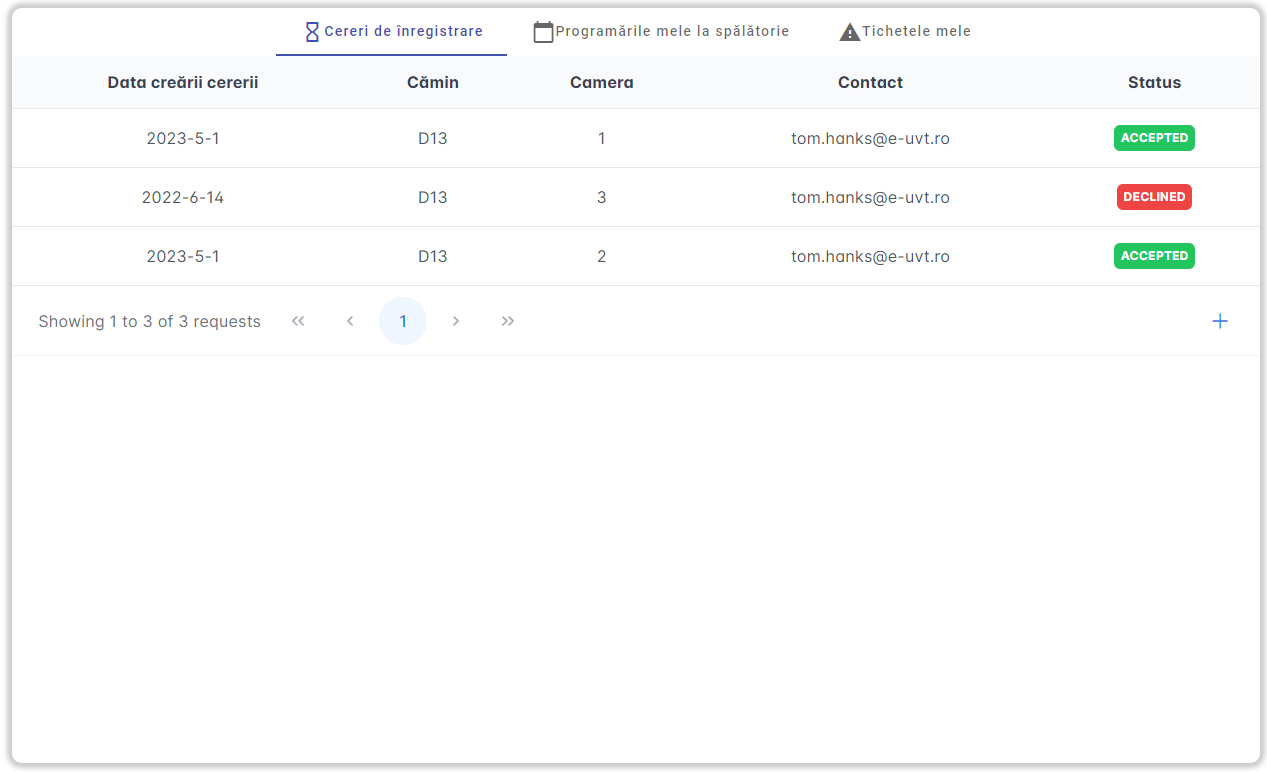 Cereri de înregistrare Programările mele la spălătorie Tichetele mele
Data creării cererii Cămin Camera Contact Status
2023-5-1 D13 1 tom.hanks@e-uvt.ro ACCEPTED
2022-6-14 D13 3 tom.hanks@e-uvt.ro DECLINED
2023-5-1 D13 2 tom.hanks@e-uvt.ro ACCEPTED
Showing 1 to 3 of 3 requests « ‹ 1 › » +